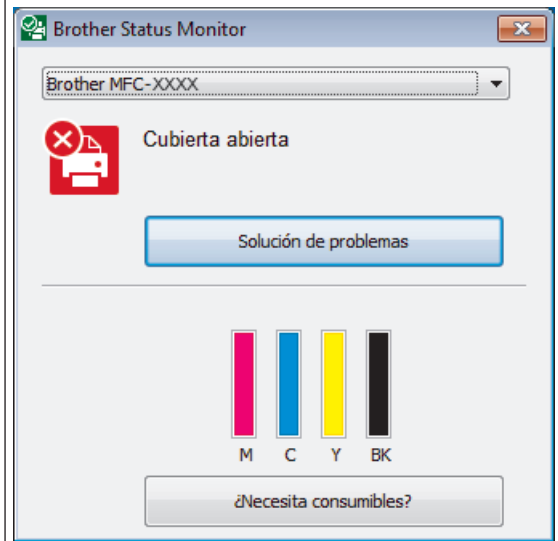 Brother Status Monitor
Brother MFC-XXXX
Cubierta abierta
Solución de problemas
M C Y BK
¿Necesita consumibles?